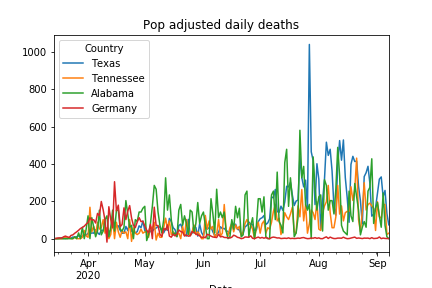 Pop adjusted daily deaths
Country
Texas
Tennessee
Alabama
Germany
1000
800
600
400
200
0
Apr
2020
May
Jun
Jul
Aug
Sep
Date